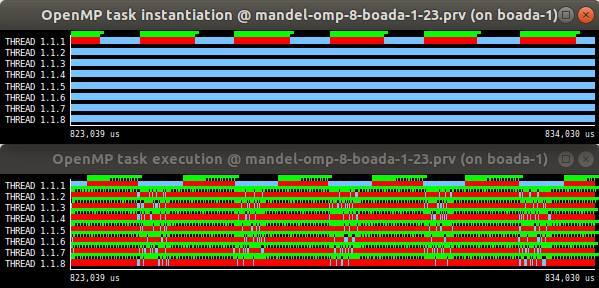 OpenMP task instantiation @ mandel-omp-8-boada-1-23.prv (on boada-1)
THREAD 1.1.1
THREAD 1.1.2
THREAD 1.1.3
THREAD 1.1.4
THREAD 1.1.5
THREAD 1.1.6
THREAD 1.1.7
THREAD 1.1.8
823,039 us 834,030 us
OpenMP task execution @ mandel-omp-8-boada-1-23.prv (on boada-1)
THREAD 1.1.1
THREAD 1.1.2
THREAD 1.1.3
THREAD 1.1.4
THREAD 1.1.5
THREAD 1.1.6
THREAD 1.1.7
THREAD 1.1.8
823,039 us 834,030 us